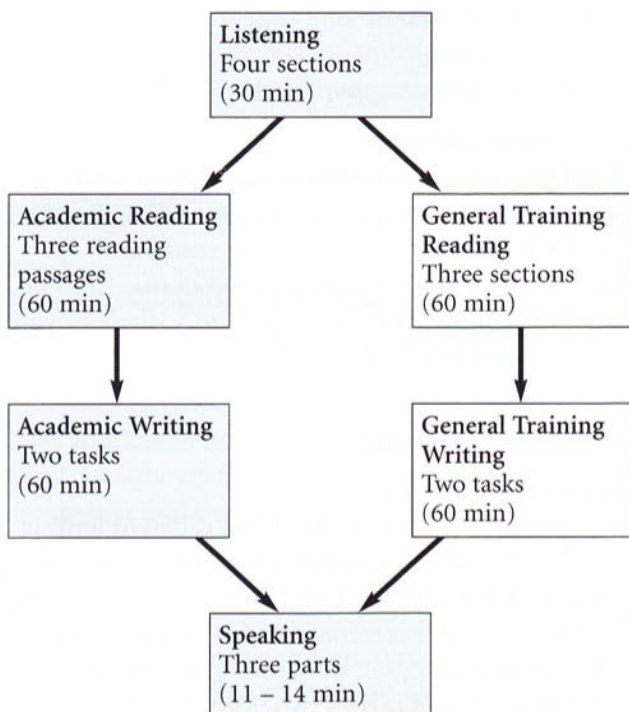 Listening
Four sections
(30 min)
Academic Reading
Three reading
passages
(60 min)
General Training
Reading
Three sections
(60 min)
Academic Writing
Two tasks
(60 min)
General Training
Writing
Two tasks
(60 min)
Speaking
Three parts
(11 – 14 min)